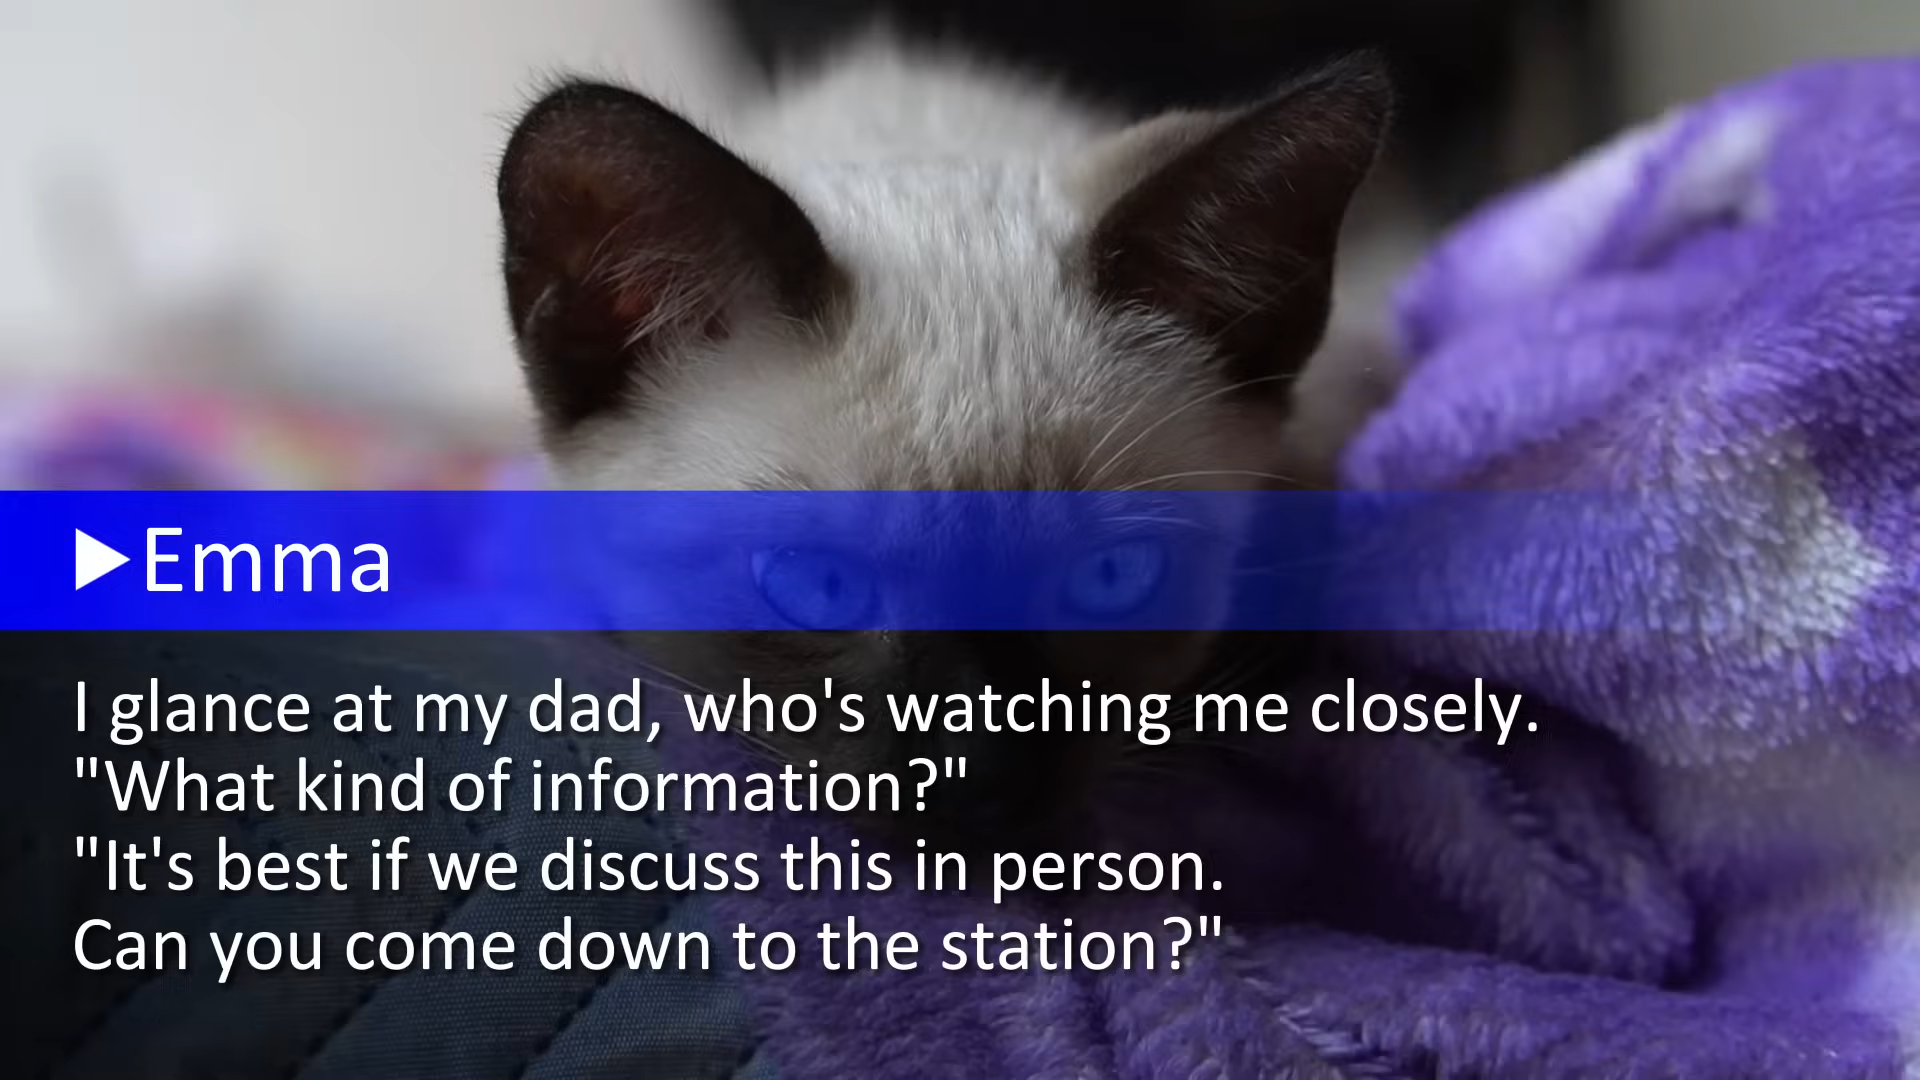 ▶Emma
I glance at my dad, who's watching me closely.
"What kind of information?"
"It's best if we discuss this in person.
Can you come down to the station?"